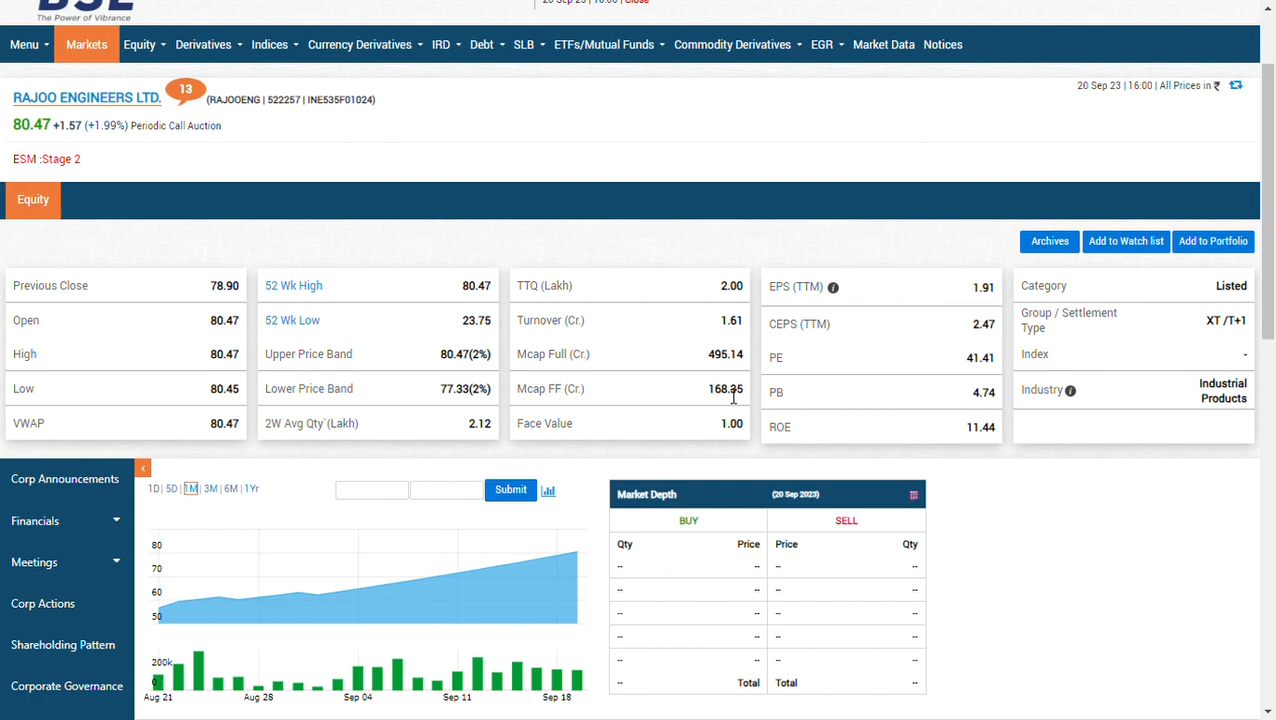 The Power of Vibrance
Menu Markets Equity Derivatives Indices Currency Derivatives IRD Debt SLB ETFs/Mutual Funds Commodity Derivatives EGR Market Data Notices
RAJOO ENGINEERS LTD. 13 (RAJOOENG | 522257 | INE535F01024)
20 Sep 23 | 16:00 | All Prices in ₹
80.47 +1.57 (+1.99%) Periodic Call Auction
ESM :Stage 2
Equity
Archives Add to Watch list Add to Portfolio
Previous Close 78.90
Open 80.47
High 80.47
Low 80.45
VWAP 80.47
52 Wk High 80.47
52 Wk Low 23.75
Upper Price Band 80.47(2%)
Lower Price Band 77.33(2%)
2W Avg Qty*(Lakh) 2.12
TTQ (Lakh) 2.00
Turnover (Cr.) 1.61
Mcap Full (Cr.) 495.14
Mcap FF (Cr.) 168.35
Face Value 1.00
EPS (TTM) 1.91
CEPS (TTM) 2.47
PE 41.41
PB 4.74
ROE 11.44
Category Listed
Group / Settlement
Type
XT /T+1
Index -
Industry
Industrial
Products
Corp Announcements
Financials
Meetings
Corp Actions
Shareholding Pattern
Corporate Governance
1D | 5D | 1M | 3M | 6M | 1Yr
Submit
80
70
60
50
200k
0
Aug 21 Aug 28 Sep 04 Sep 11 Sep 18
Market Depth (20 Sep 2023)
BUY SELL
Qty Price Price Qty
-- -- -- --
-- -- -- --
-- -- -- --
-- -- -- --
-- -- -- --
-- Total Total --